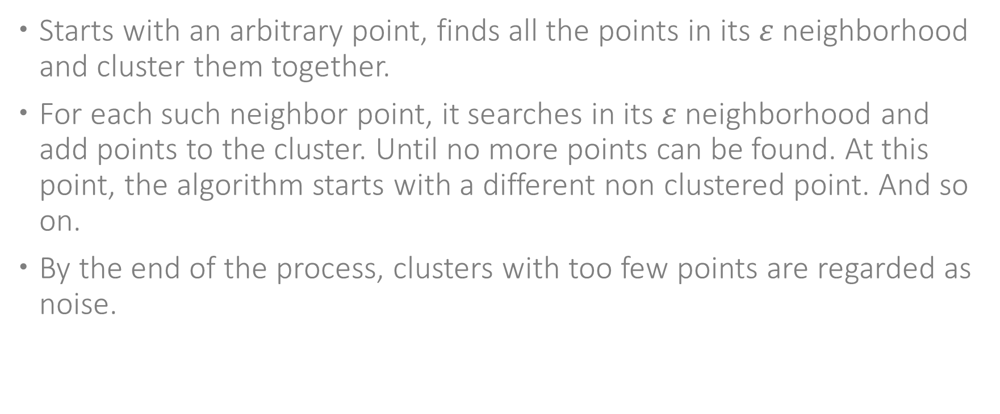 • Starts with an arbitrary point, finds all the points in its ε neighborhood
and cluster them together.
• For each such neighbor point, it searches in its ε neighborhood and
add points to the cluster. Until no more points can be found. At this
point, the algorithm starts with a different non clustered point. And so
on.
• By the end of the process, clusters with too few points are regarded as
noise.